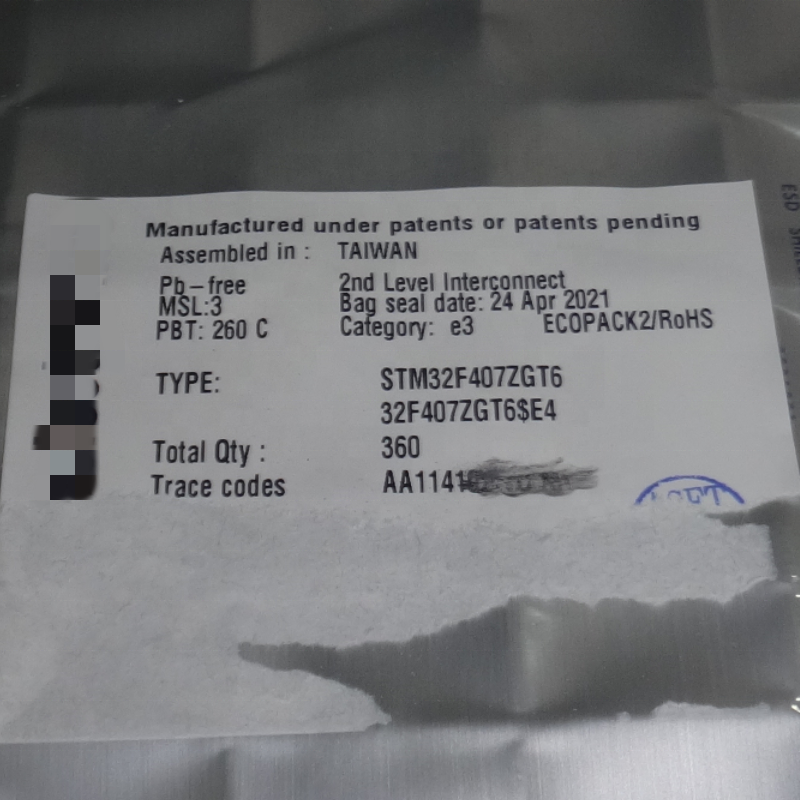 Manufactured under patents or patents pending
Assembled in : TAIWAN
Pb-free 2nd Level Interconnect
MSL:3 Bag seal date: 24 Apr 2021
PBT: 260 C Category: e3 ECOPACK2/RoHS
TYPE: STM32F407ZGT6
32F407ZGT6$E4
Total Qty : 360
Trace codes
ESD